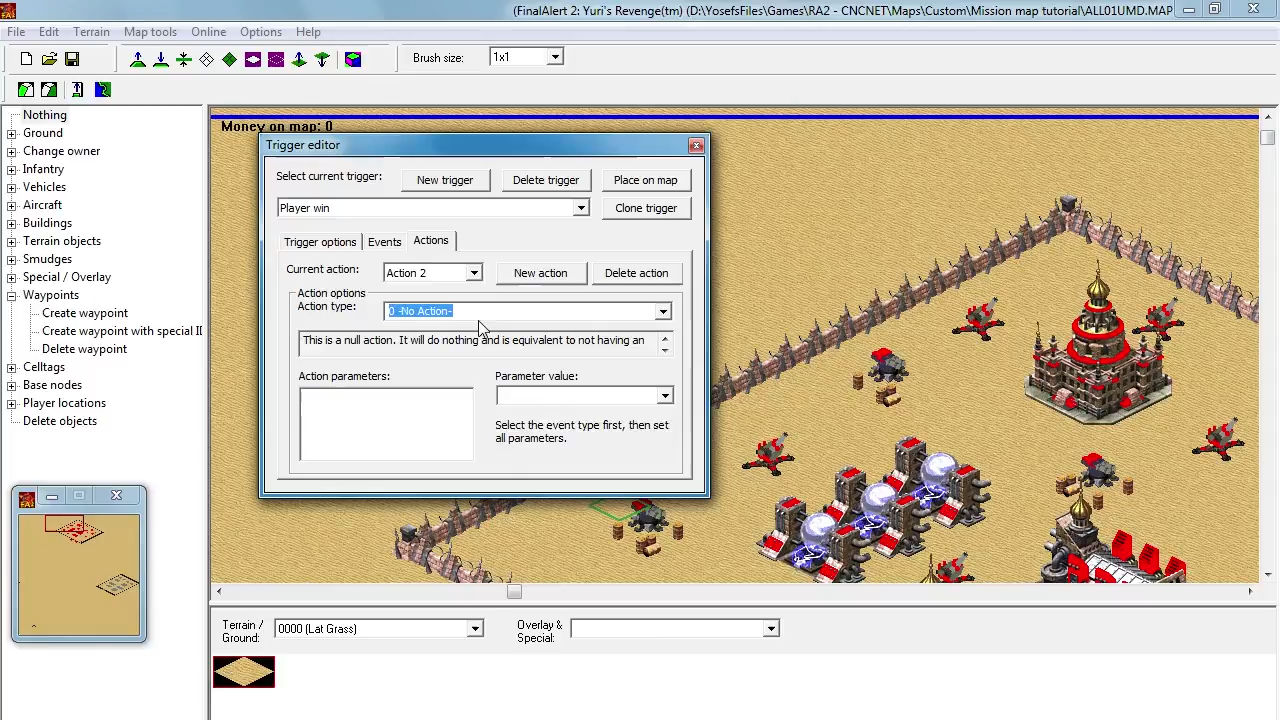 (FinalAlert 2: Yuri's Revenge(tm) (D:\YosefsFiles\Games\RA2 - CNCNET\Maps\Custom\Mission map tutorial\ALL01UMD.MAP
File Edit Terrain Map tools Online Options Help
Brush size: 1x1
Nothing
Ground
Change owner
Infantry
Vehicles
Aircraft
Buildings
Terrain objects
Smudges
Special / Overlay
Waypoints
Create waypoint
Create waypoint with special II
Delete waypoint
Celltags
Base nodes
Player locations
Delete objects
Money on map: 0
Trigger editor
Select current trigger: New trigger Delete trigger Place on map
Player win Clone trigger
Trigger options Events Actions
Current action: Action 2 New action Delete action
Action options
Action type: 0 -No Action-
This is a null action. It will do nothing and is equivalent to not having an
Action parameters: Parameter value:
Select the event type first, then set
all parameters.
Terrain / Ground: 0000 (Lat Grass) Overlay & Special: